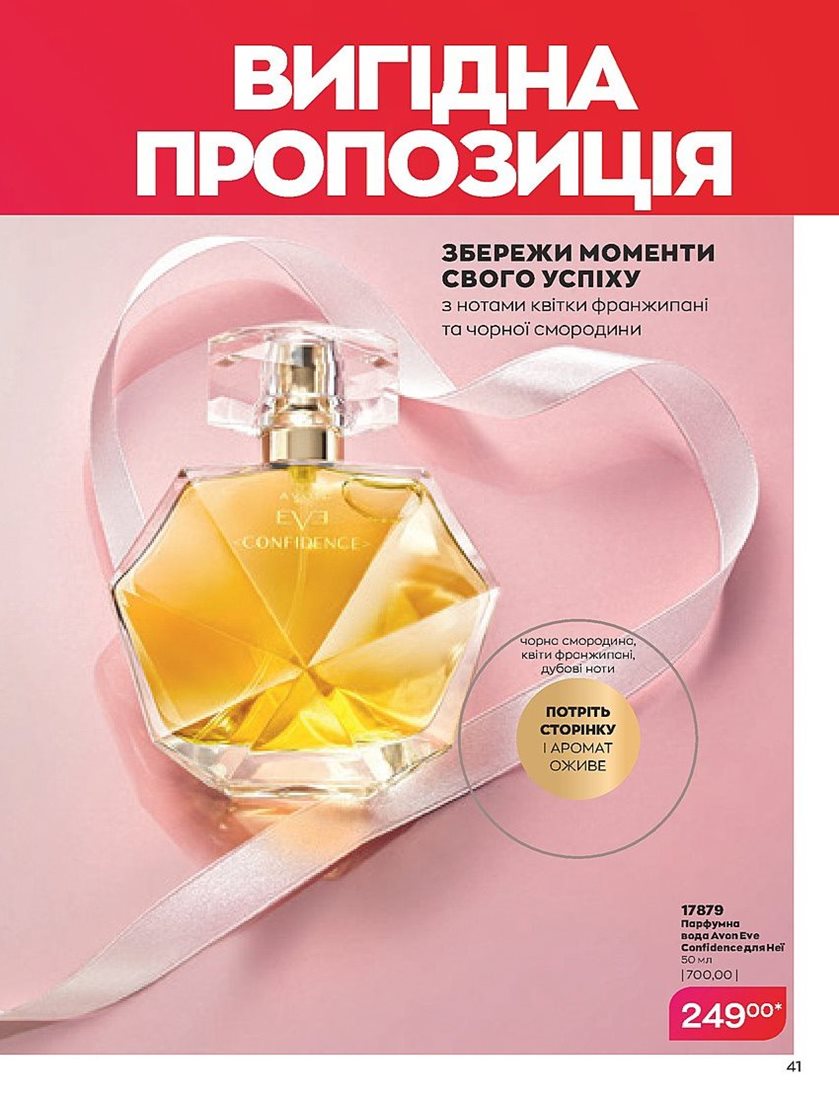 ВИГІДНА
ПРОПОЗИЦІЯ
ЗБЕРЕЖИ МОМЕНТИ
СВОГО УСПІХУ
з нотами квітки франжипані
та чорної смородини
AVON
EVE
CONFIDENCE
чорна смородина,
квіти франжипані,
дубові ноти
ПОТРІТЬ
СТОРІНКУ
І АРОМАТ
ОЖИВЕ
17879
Парфумна
вода Avon Eve
Confidence для Неї
50 мл
|700,00|
249⁰⁰*
41